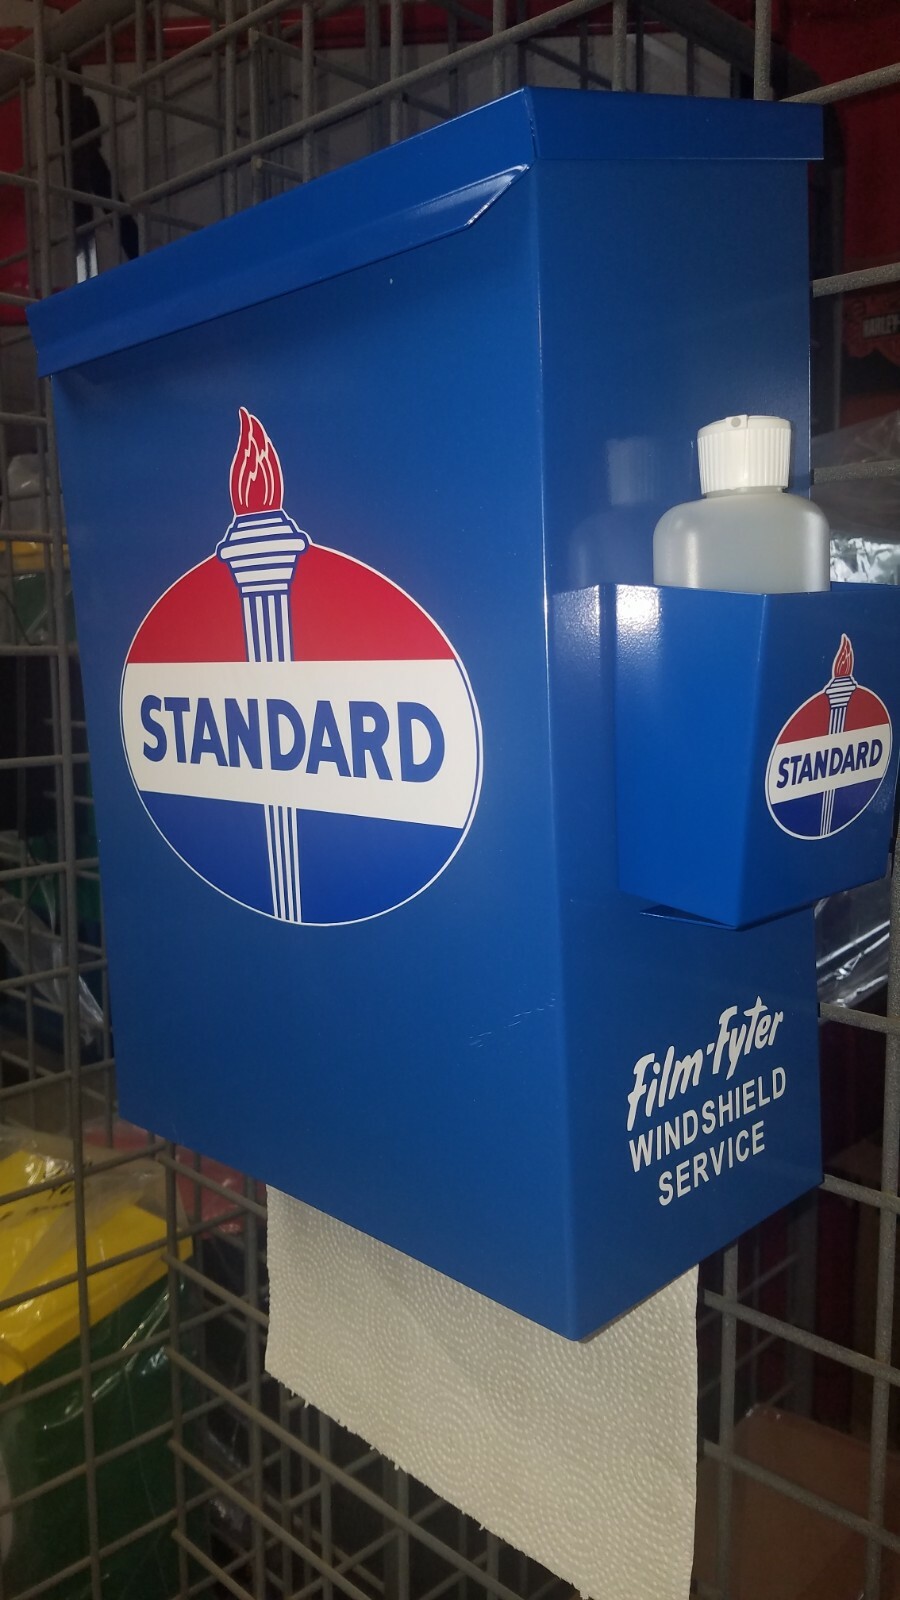 STANDARD
STANDARD
Film-Fyter
WINDSHIELD
SERVICE